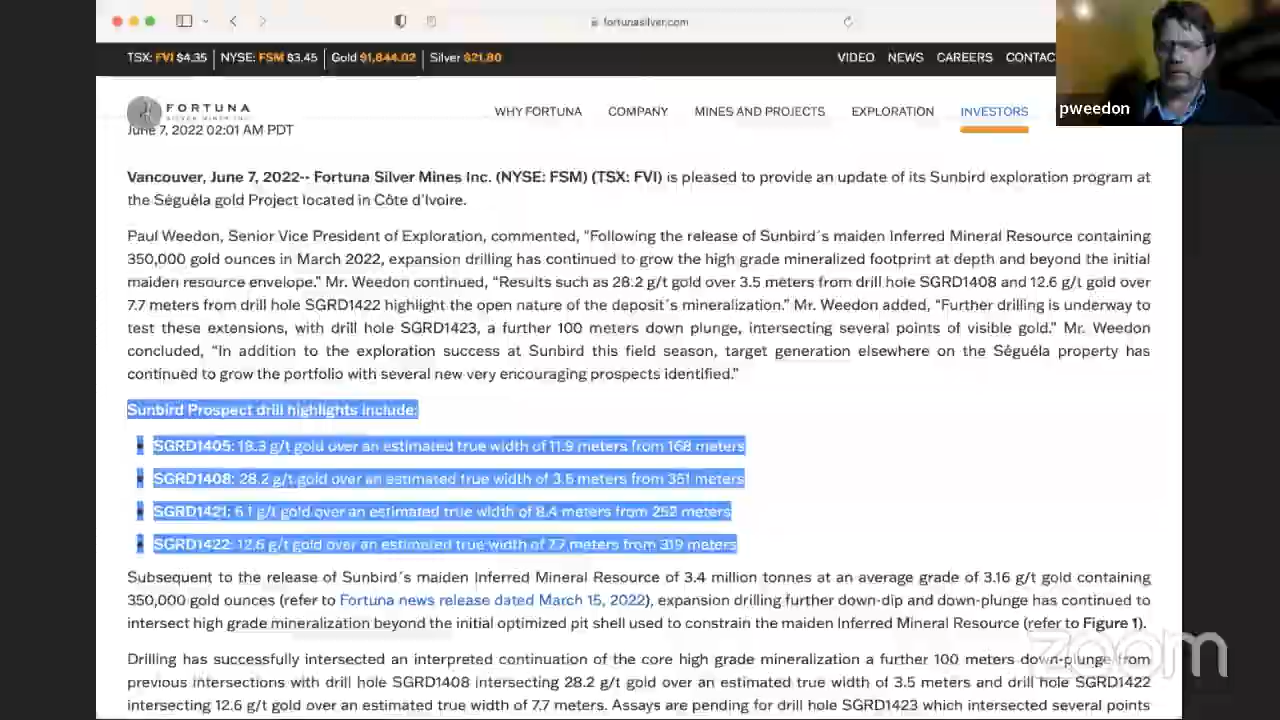 fortunasilver.com
TSX: FVI $4.35 | NYSE: FSM $3.45 | Gold $1,844.02 | Silver $21.80
VIDEO NEWS CAREERS CONTAC
pweedon
FORTUNA
SILVER MINES INC.
WHY FORTUNA COMPANY MINES AND PROJECTS EXPLORATION INVESTORS
June 7, 2022 02:01 AM PDT
Vancouver, June 7, 2022-- Fortuna Silver Mines Inc. (NYSE: FSM) (TSX: FVI) is pleased to provide an update of its Sunbird exploration program at
the Séguéla gold Project located in Côte d'Ivoire.
Paul Weedon, Senior Vice President of Exploration, commented, "Following the release of Sunbird´s maiden Inferred Mineral Resource containing
350,000 gold ounces in March 2022, expansion drilling has continued to grow the high grade mineralized footprint at depth and beyond the initial
maiden resource envelope." Mr. Weedon continued, "Results such as 28.2 g/t gold over 3.5 meters from drill hole SGRD1408 and 12.6 g/t gold over
7.7 meters from drill hole SGRD1422 highlight the open nature of the deposit's mineralization." Mr. Weedon added, "Further drilling is underway to
test these extensions, with drill hole SGRD1423, a further 100 meters down plunge, intersecting several points of visible gold." Mr. Weedon
concluded, "In addition to the exploration success at Sunbird this field season, target generation elsewhere on the Séguéla property has
continued to grow the portfolio with several new very encouraging prospects identified."
Sunbird Prospect drill highlights include:
SGRD1405: 18.3 g/t gold over an estimated true width of 11.9 meters from 168 meters
SGRD1408: 28.2 g/t gold over an estimated true width of 3.5 meters from 351 meters
SGRD1421: 6.1 g/t gold over an estimated true width of 8.4 meters from 252 meters
SGRD1422: 12.6 g/t gold over an estimated true width of 7.7 meters from 319 meters
Subsequent to the release of Sunbird´s maiden Inferred Mineral Resource of 3.4 million tonnes at an average grade of 3.16 g/t gold containing
350,000 gold ounces (refer to Fortuna news release dated March 15, 2022), expansion drilling further down-dip and down-plunge has continued to
intersect high grade mineralization beyond the initial optimized pit shell used to constrain the maiden Inferred Mineral Resource (refer to Figure 1).
zoom
Drilling has successfully intersected an interpreted continuation of the core high grade mineralization a further 100 meters down-plunge from
previous intersections with drill hole SGRD1408 intersecting 28.2 g/t gold over an estimated true width of 3.5 meters and drill hole SGRD1422
intersecting 12.6 g/t gold over an estimated true width of 7.7 meters. Assays are pending for drill hole SGRD1423 which intersected several points